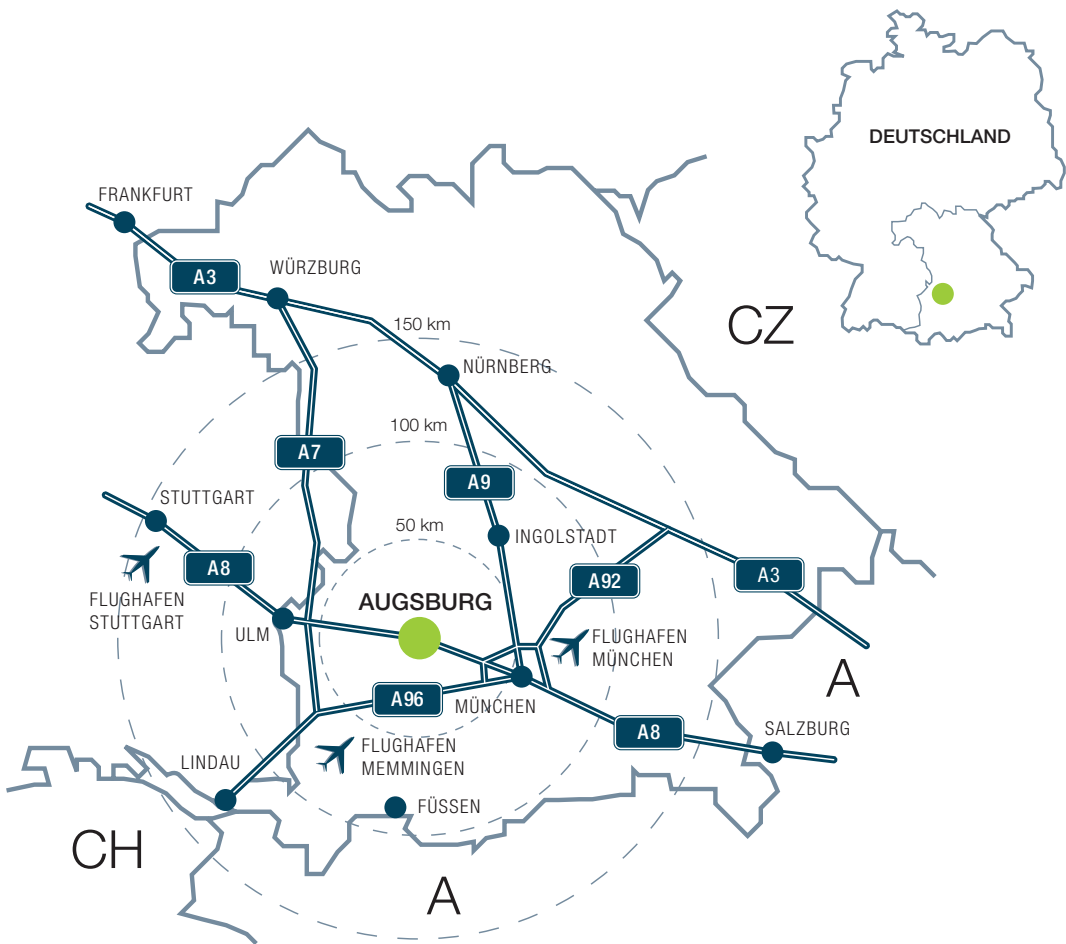 DEUTSCHLAND
FRANKFURT
A3
WÜRZBURG
CZ
150 km
NÜRNBERG
100 km
A7
A9
STUTTGART
50 km
INGOLSTADT
A8
A92
A3
FLUGHAFEN
STUTTGART
AUGSBURG
ULM
FLUGHAFEN
MÜNCHEN
A
A96
MÜNCHEN
A8
SALZBURG
FLUGHAFEN
MEMMINGEN
LINDAU
FÜSSEN
CH
A